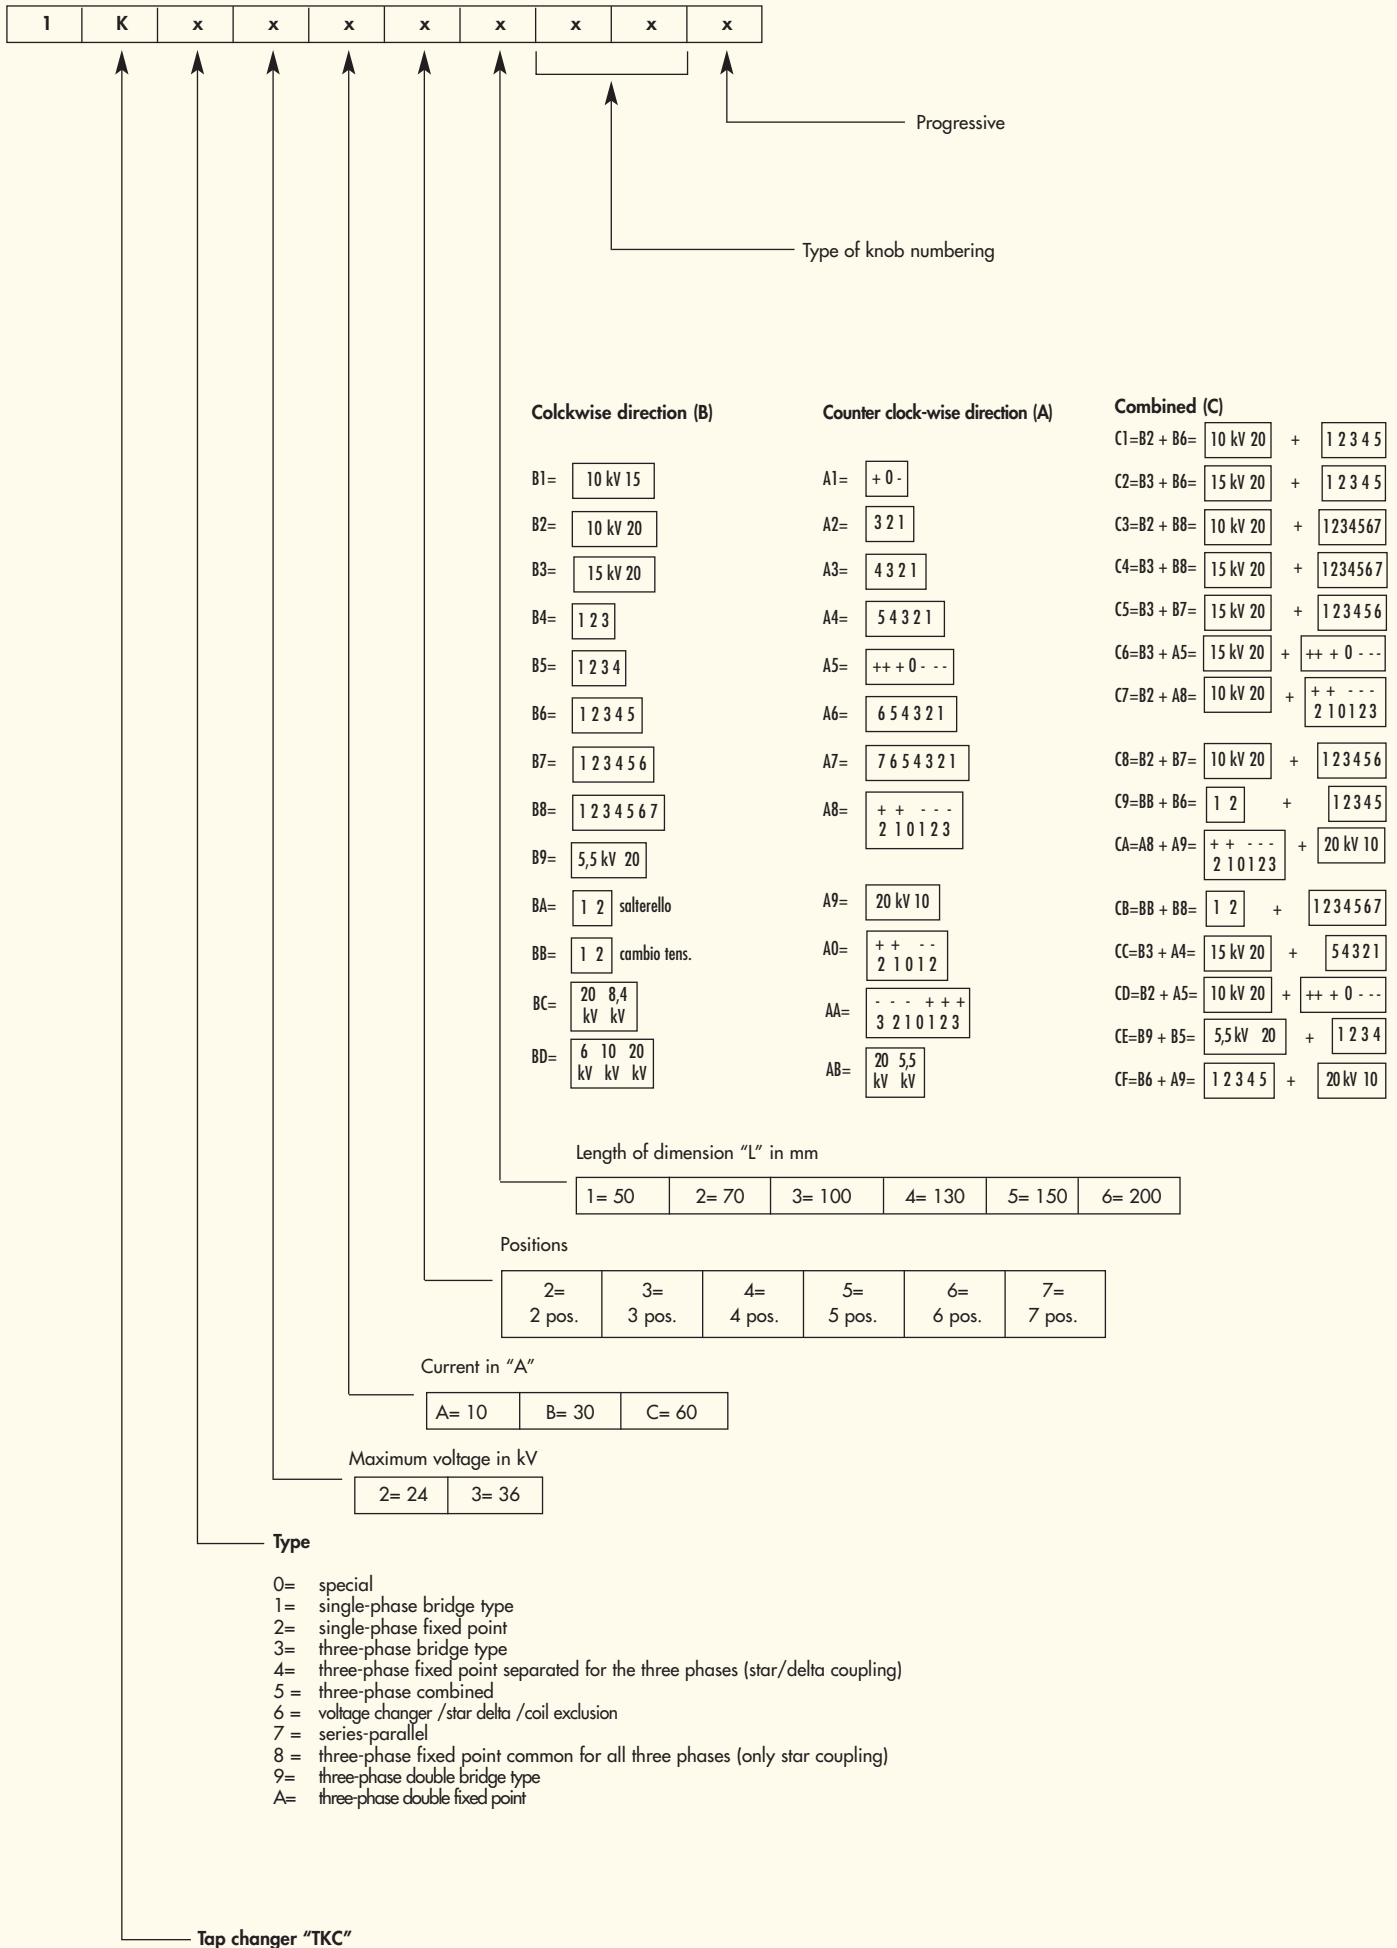 1 K x x x x x x x x
Progressive
Type of knob numbering
Colckwise direction (B)
B1= 10 kV 15
B2= 10 kV 20
B3= 15 kV 20
B4= 1 2 3
B5= 1 2 3 4
B6= 1 2 3 4 5
B7= 1 2 3 4 5 6
B8= 1 2 3 4 5 6 7
B9= 5,5 kV 20
BA= 1 2 salterello
BB= 1 2 cambio tens.
BC= 20 8,4
kV kV
BD= 6 10 20
kV kV kV
Counter clock-wise direction (A)
A1= + 0 -
A2= 3 2 1
A3= 4 3 2 1
A4= 5 4 3 2 1
A5= ++ + 0 - --
A6= 6 5 4 3 2 1
A7= 7 6 5 4 3 2 1
A8= + + - - -
2 1 0 1 2 3
A9= 20 kV 10
A0= + + - -
2 1 0 1 2
AA= - - - + + +
3 2 1 0 1 2 3
AB= 20 5,5
kV kV
Combined (C)
C1=B2 + B6= 10 kV 20 + 1 2 3 4 5
C2=B3 + B6= 15 kV 20 + 1 2 3 4 5
C3=B2 + B8= 10 kV 20 + 1234567
C4=B3 + B8= 15 kV 20 + 1234567
C5=B3 + B7= 15 kV 20 + 1 2 3 4 5 6
C6=B3 + A5= 15 kV 20 + ++ + 0 - --
C7=B2 + A8= 10 kV 20 + + + - - -
2 1 0 1 2 3
C8=B2 + B7= 10 kV 20 + 1 2 3 4 5 6
C9=BB + B6= 1 2 + 12345
CA=A8 + A9= + + - - - + 20 kV 10
2 1 0 1 2 3
CB=BB + B8= 1 2 + 1 2 3 4 5 6 7
CC=B3 + A4= 15 kV 20 + 5 4 3 2 1
CD=B2 + A5= 10 kV 20 + ++ + 0 - --
CE=B9 + B5= 5,5 kV 20 + 1 2 3 4
CF=B6 + A9= 1 2 3 4 5 + 20 kV 10
Length of dimension “L” in mm
1= 50 2= 70 3= 100 4= 130 5= 150 6= 200
Positions
2= 3= 4= 5= 6= 7=
2 pos. 3 pos. 4 pos. 5 pos. 6 pos. 7 pos.
Current in “A”
A= 10 B= 30 C= 60
Maximum voltage in kV
2= 24 3= 36
Type
0= special
1= single-phase bridge type
2= single-phase fixed point
3= three-phase bridge type
4= three-phase fixed point separated for the three phases (star/delta coupling)
5 = three-phase combined
6 = voltage changer /star delta /coil exclusion
7 = series-parallel
8 = three-phase fixed point common for all three phases (only star coupling)
9= three-phase double bridge type
A= three-phase double fixed point
Tap changer “TKC”